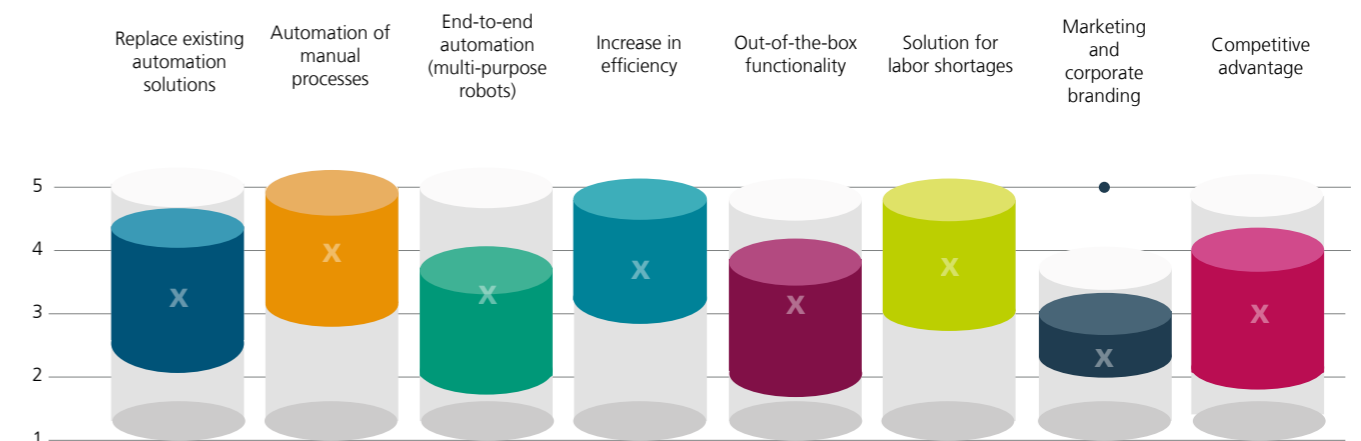 Replace existing
automation
solutions
Automation of
manual
processes
End-to-end
automation
(multi-purpose
robots)
Increase in
efficiency
Out-of-the-box
functionality
Solution for
labor shortages
Marketing
and
corporate
branding
Competitive
advantage
5
4
3
2
1
X
X
X
X
X
X
X
X